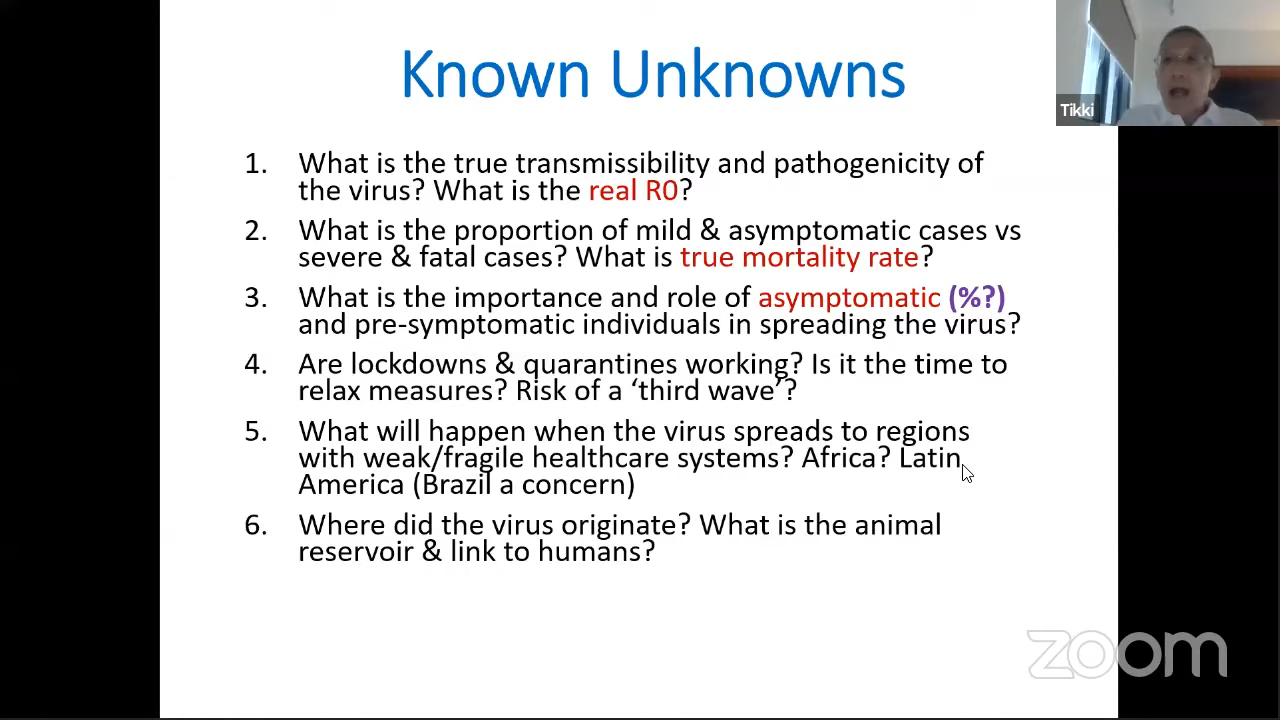 Known Unknowns
Tikki
1. What is the true transmissibility and pathogenicity of
the virus? What is the real R0?
2. What is the proportion of mild & asymptomatic cases vs
severe & fatal cases? What is true mortality rate?
3. What is the importance and role of asymptomatic (%?)
and pre-symptomatic individuals in spreading the virus?
4. Are lockdowns & quarantines working? Is it the time to
relax measures? Risk of a ‘third wave’?
5. What will happen when the virus spreads to regions
with weak/fragile healthcare systems? Africa? Latin
America (Brazil a concern)
6. Where did the virus originate? What is the animal
reservoir & link to humans?
zoom